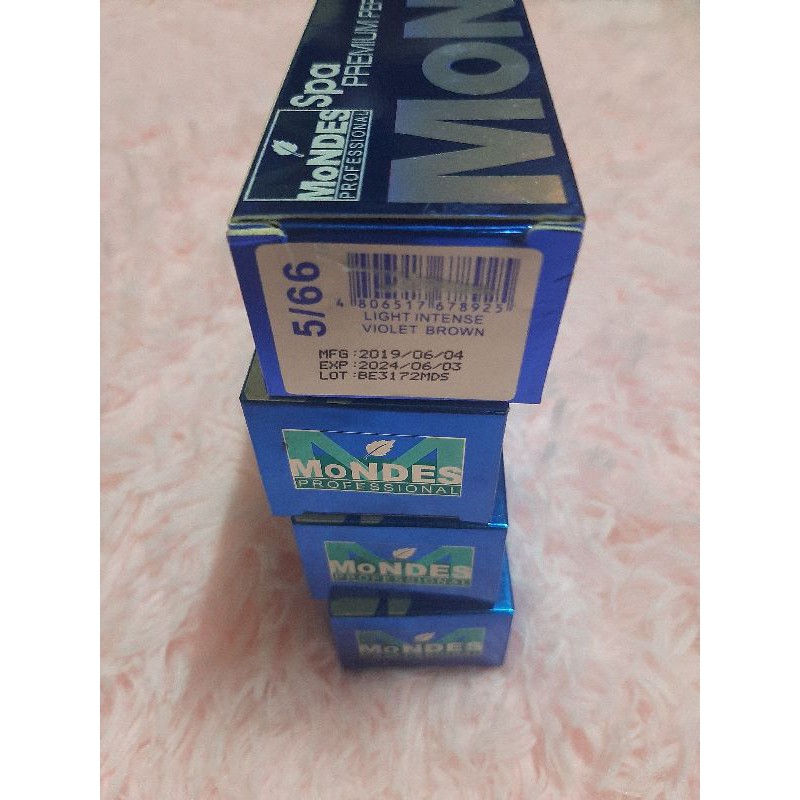 Spa
PREMIUM PER
MoNDES
PROFESSIONAL
MON
5/66
4 806517 678925
LIGHT INTENSE
VIOLET BROWN
MFG :2019/06/04
EXP :2024/06/03
LOT :BE3172MDS
MoNDES
PROFESSIONAL
MoNDES
PROFESSIONAL
MoNDES